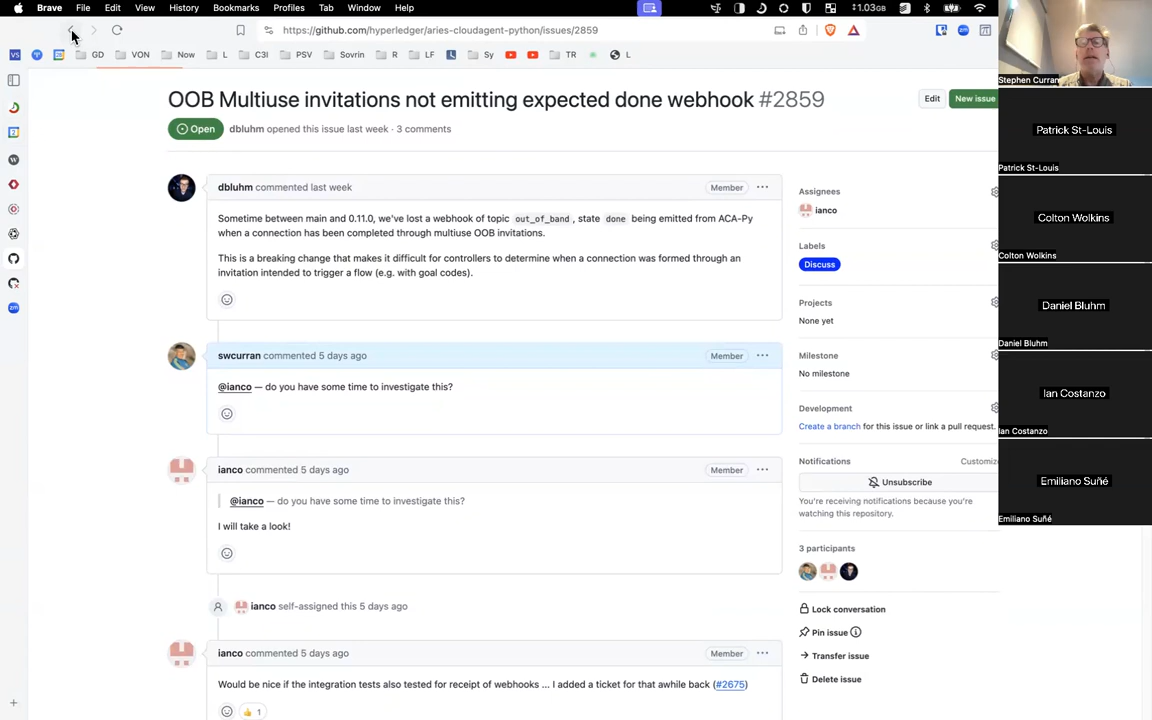 Brave File Edit View History Bookmarks Profiles Tab Window Help
1.03GB
https://github.com/hyperledger/aries-cloudagent-python/issues/2859
GD VON Now L C3I PSV Sovrin R LF Sy TR L
OOB Multiuse invitations not emitting expected done webhook #2859
Edit
New issue
Open
dbluhm opened this issue last week · 3 comments
dbluhm commented last week
Member
Sometime between main and 0.11.0, we've lost a webhook of topic out_of_band, state done being emitted from ACA-Py
when a connection has been completed through multiuse OOB invitations.
This is a breaking change that makes it difficult for controllers to determine when a connection was formed through an
invitation intended to trigger a flow (e.g. with goal codes).
swcurran commented 5 days ago
Member
@ianco — do you have some time to investigate this?
ianco commented 5 days ago
Member
@ianco — do you have some time to investigate this?
I will take a look!
ianco self-assigned this 5 days ago
ianco commented 5 days ago
Member
Would be nice if the integration tests also tested for receipt of webhooks ... I added a ticket for that awhile back (#2675)
1
Assignees
ianco
Labels
Discuss
Projects
None yet
Milestone
No milestone
Development
Create a branch for this issue or link a pull request.
Notifications
Customize
Unsubscribe
You're receiving notifications because you're
watching this repository.
3 participants
Lock conversation
Pin issue
Transfer issue
Delete issue
Stephen Curran
Patrick St-Louis
Patrick St-Louis
Colton Wolkins
Colton Wolkins
Daniel Bluhm
Daniel Bluhm
Ian Costanzo
Ian Costanzo
Emiliano Suñé
Emiliano Suñé